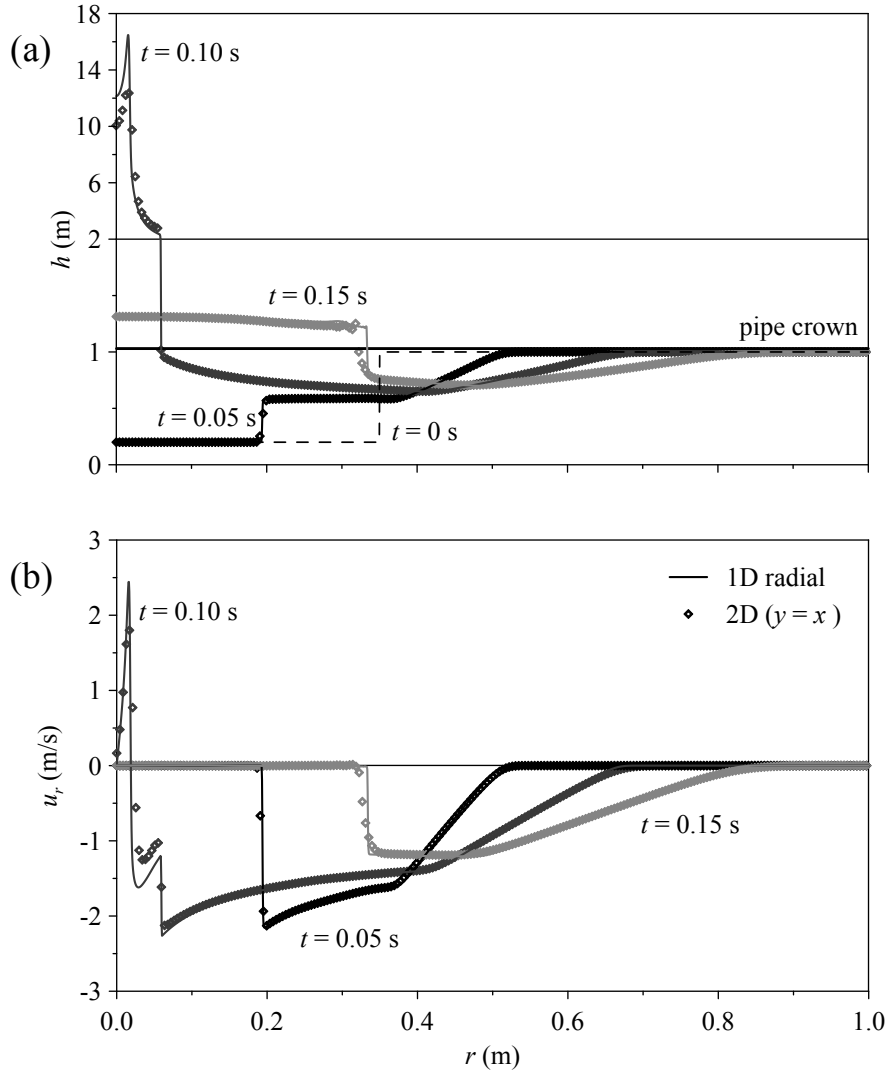 (a)
18
14
10
6
2
1
0
h (m)
t = 0.10 s
t = 0.15 s
pipe crown
t = 0.05 s
t = 0 s
(b)
3
2
1
0
-1
-2
-3
u_r (m/s)
t = 0.10 s
1D radial
2D (y = x )
t = 0.15 s
t = 0.05 s
0.0 0.2 0.4 0.6 0.8 1.0
r (m)